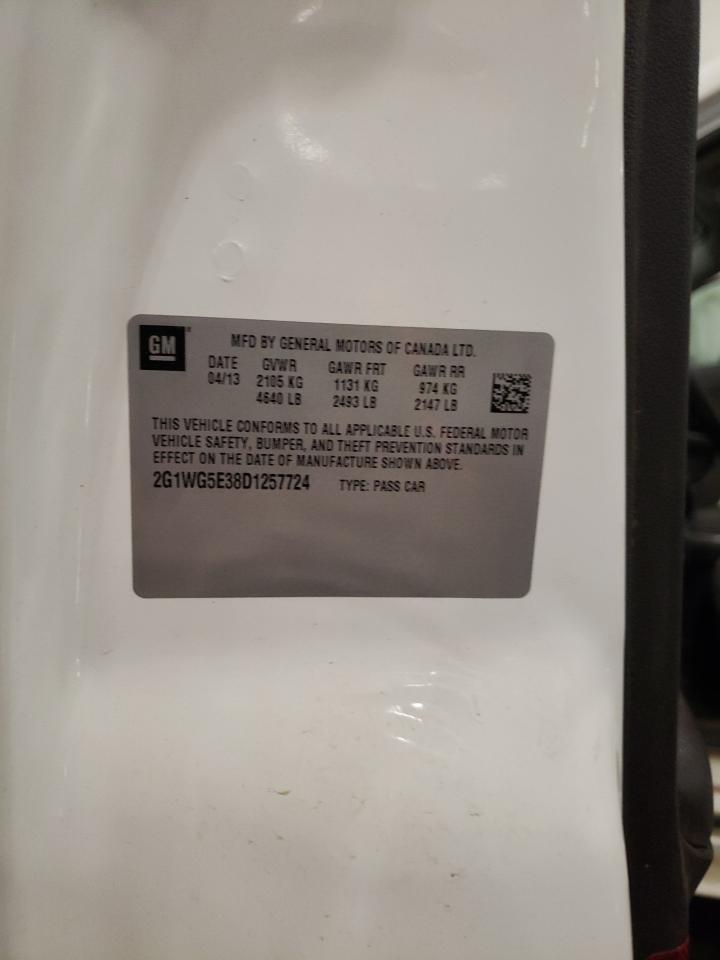 GM
MFD BY GENERAL MOTORS OF CANADA LTD.
DATE GVWR GAWR FRT GAWR RR
04/13 2105 KG 1131 KG 974 KG
4640 LB 2493 LB 2147 LB
THIS VEHICLE CONFORMS TO ALL APPLICABLE U.S. FEDERAL MOTOR
VEHICLE SAFETY, BUMPER, AND THEFT PREVENTION STANDARDS IN
EFFECT ON THE DATE OF MANUFACTURE SHOWN ABOVE.
2G1WG5E38D1257724 TYPE: PASS CAR